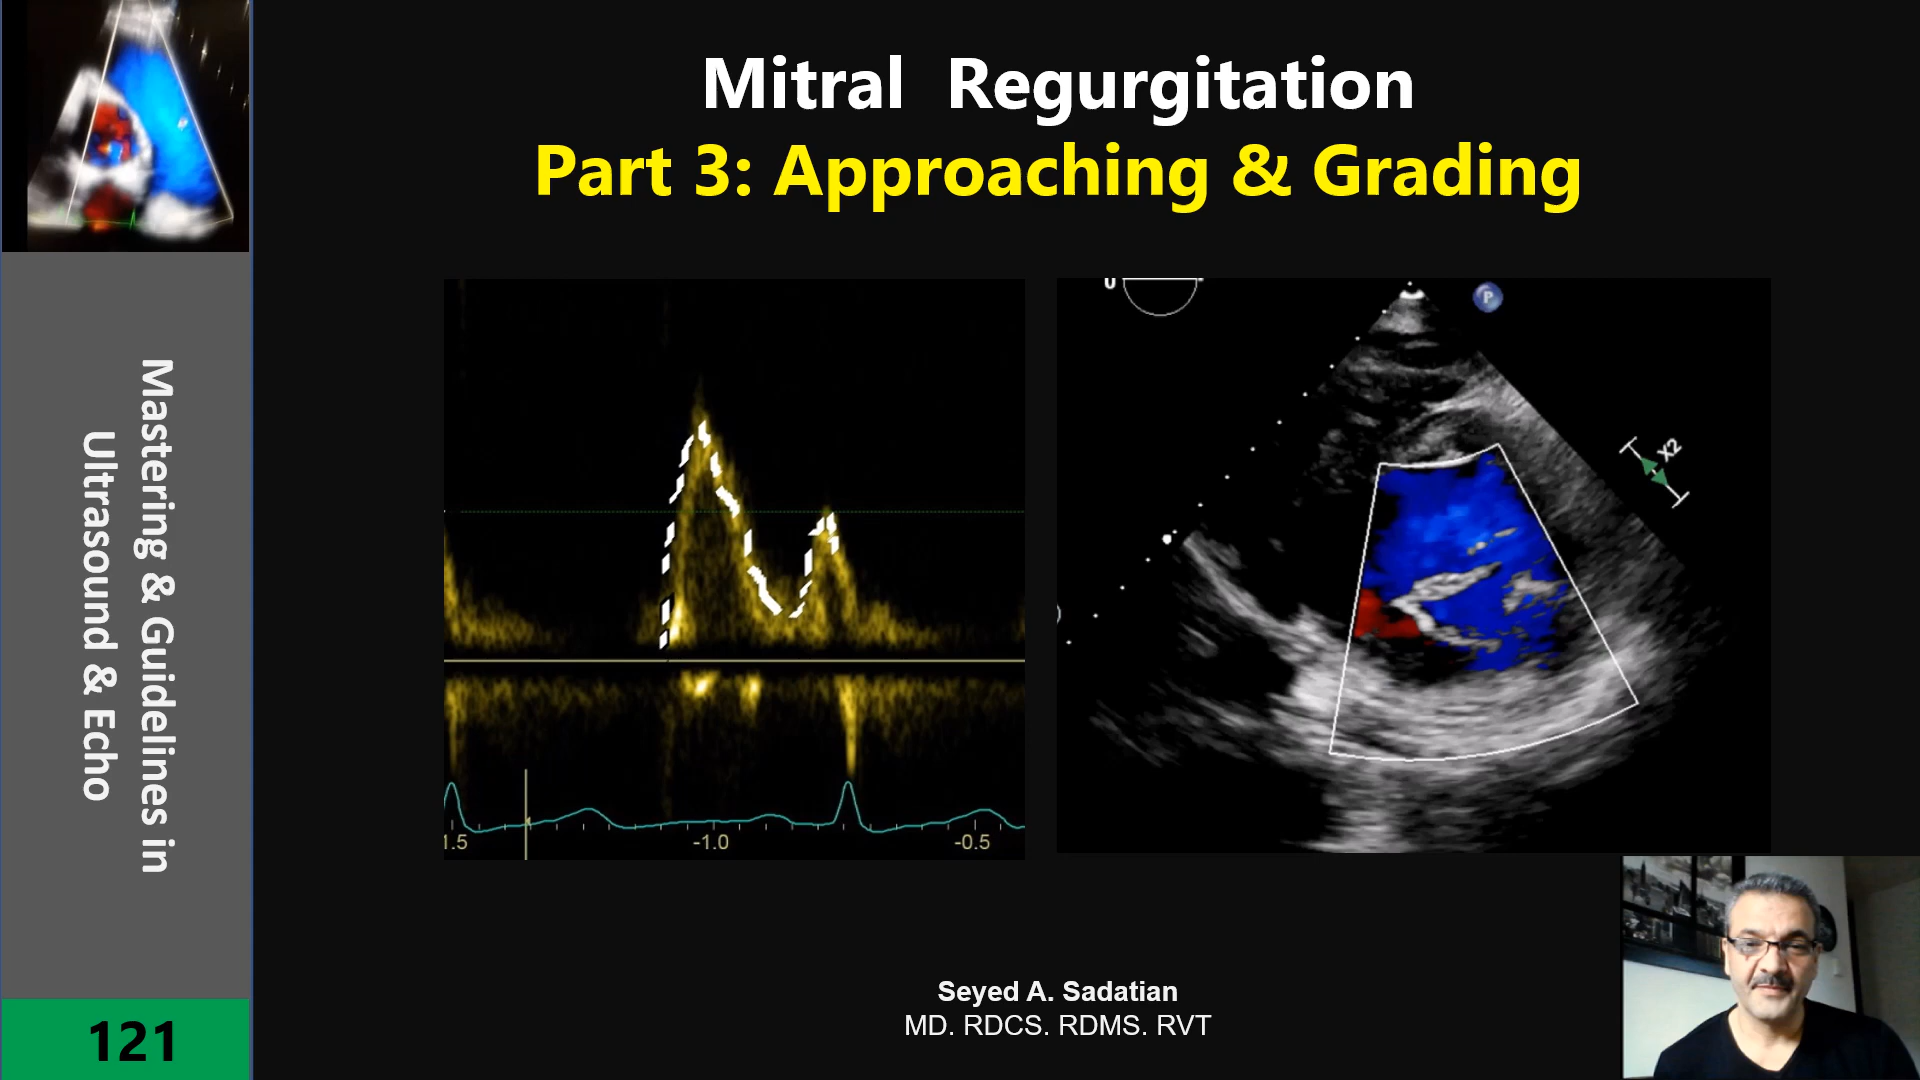 Mitral Regurgitation
Part 3: Approaching & Grading
Mastering & Guidelines in
Ultrasound & Echo
121
0
P
X2
1.5
-1.0
-0.5
Seyed A. Sadatian
MD. RDCS. RDMS. RVT